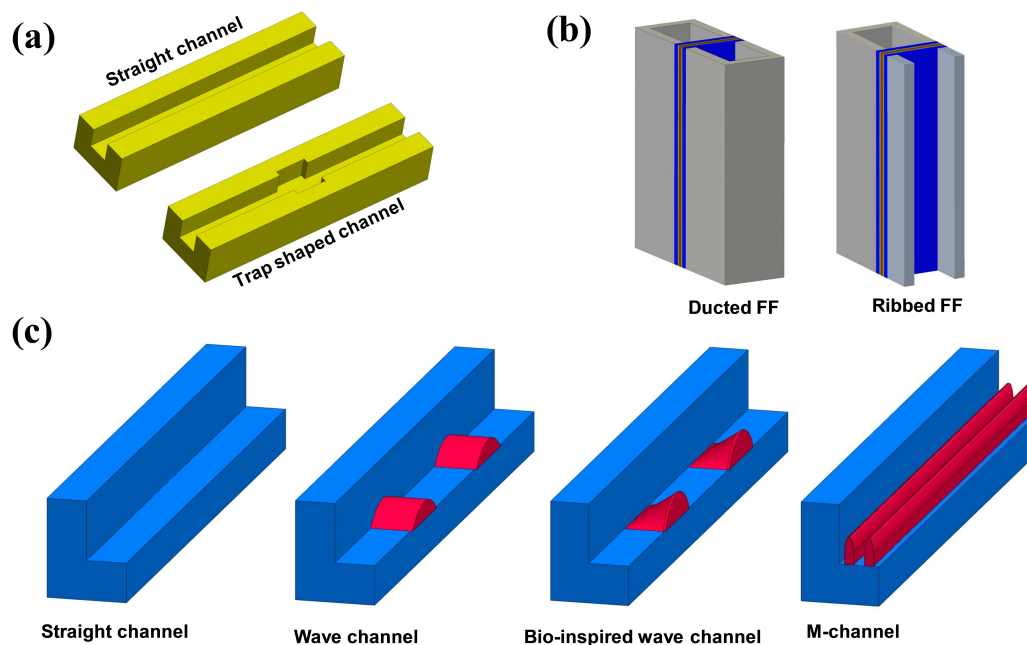 (a)
Straight channel
Trap shaped channel
(b)
Ducted FF
Ribbed FF
(c)
Straight channel
Wave channel
Bio-inspired wave channel
M-channel